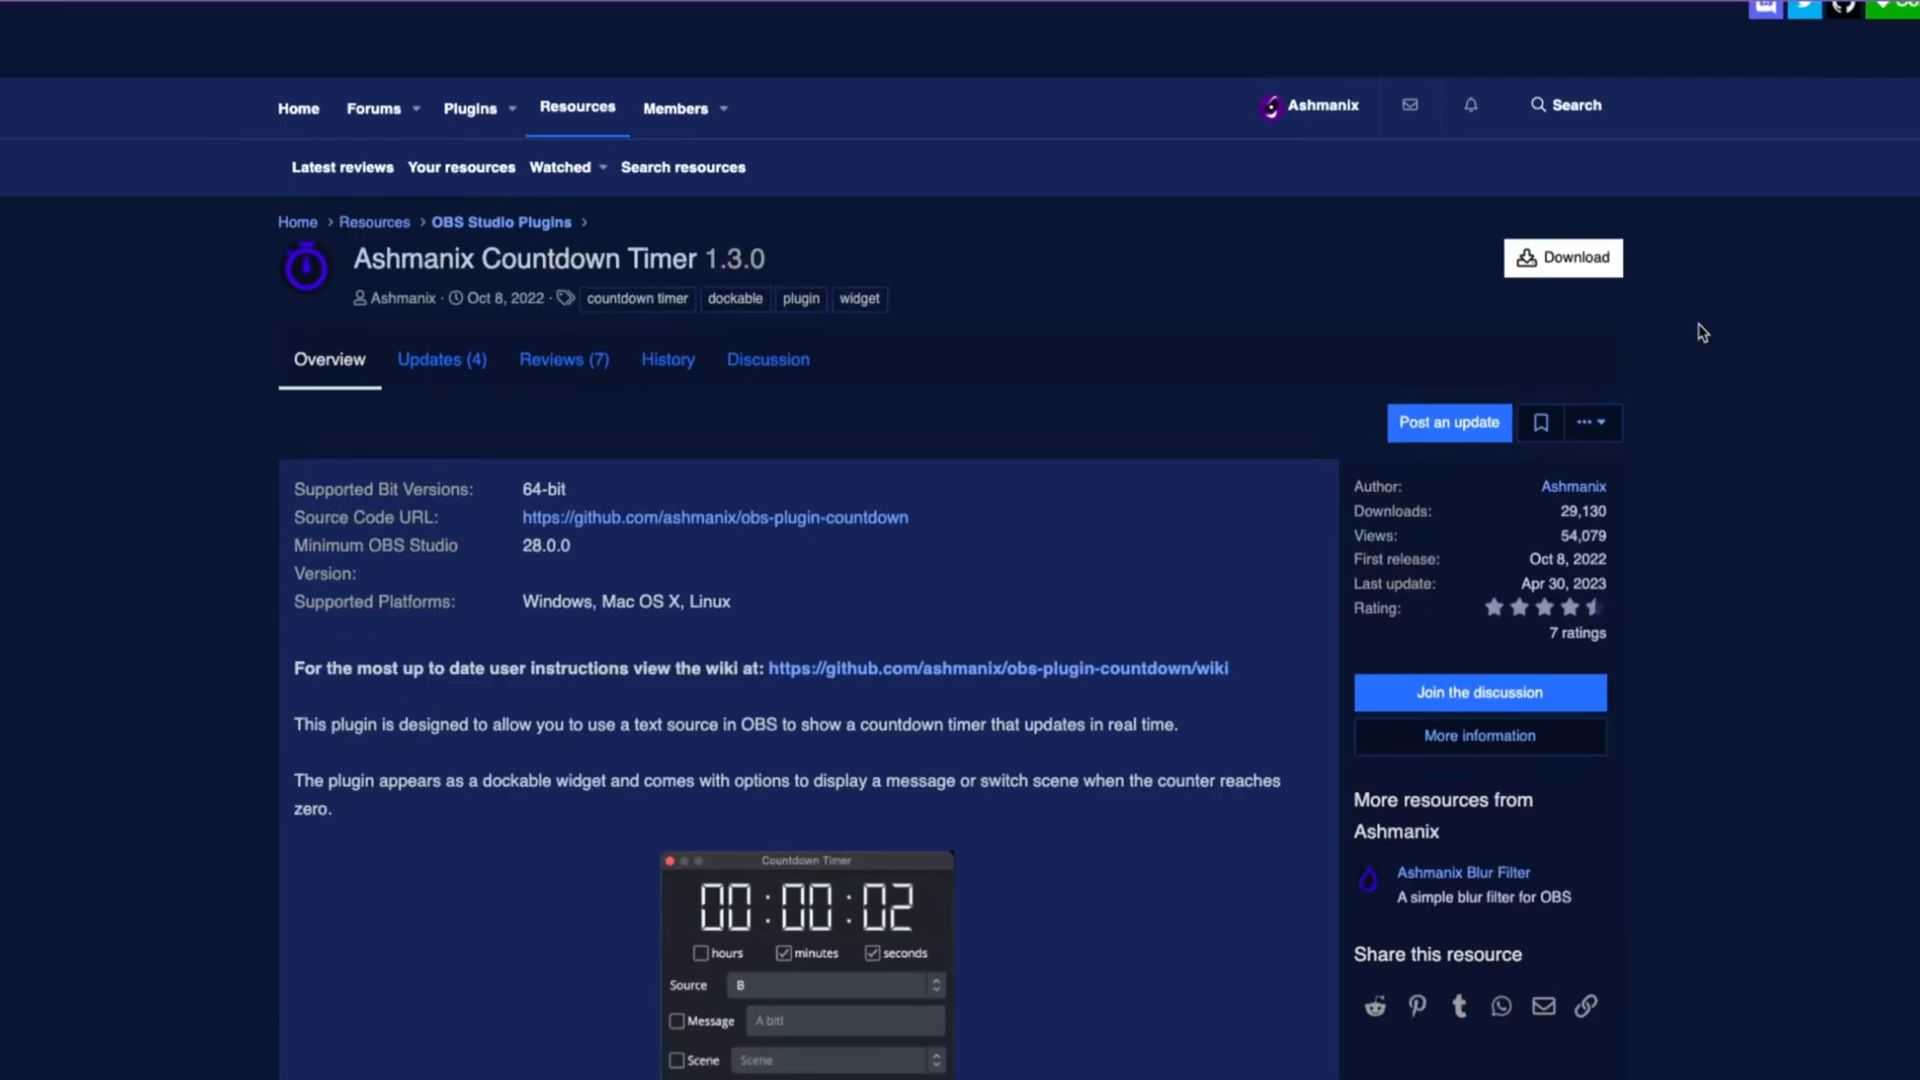 Home Forums Plugins Resources Members Ashmanix Search
Latest reviews Your resources Watched Search resources
Home > Resources > OBS Studio Plugins >
Ashmanix Countdown Timer 1.3.0
Download
Ashmanix · Oct 8, 2022 · countdown timer dockable plugin widget
Overview Updates (4) Reviews (7) History Discussion
Post an update
Supported Bit Versions: 64-bit
Source Code URL: https://github.com/ashmanix/obs-plugin-countdown
Minimum OBS Studio 28.0.0
Version:
Supported Platforms: Windows, Mac OS X, Linux
For the most up to date user instructions view the wiki at: https://github.com/ashmanix/obs-plugin-countdown/wiki
This plugin is designed to allow you to use a text source in OBS to show a countdown timer that updates in real time.
The plugin appears as a dockable widget and comes with options to display a message or switch scene when the counter reaches
zero.
Countdown Timer
00:00:02
hours minutes seconds
Source B
Message
Scene Scene
Author: Ashmanix
Downloads: 29,130
Views: 54,079
First release: Oct 8, 2022
Last update: Apr 30, 2023
Rating:
7 ratings
Join the discussion
More information
More resources from
Ashmanix
Ashmanix Blur Filter
A simple blur filter for OBS
Share this resource